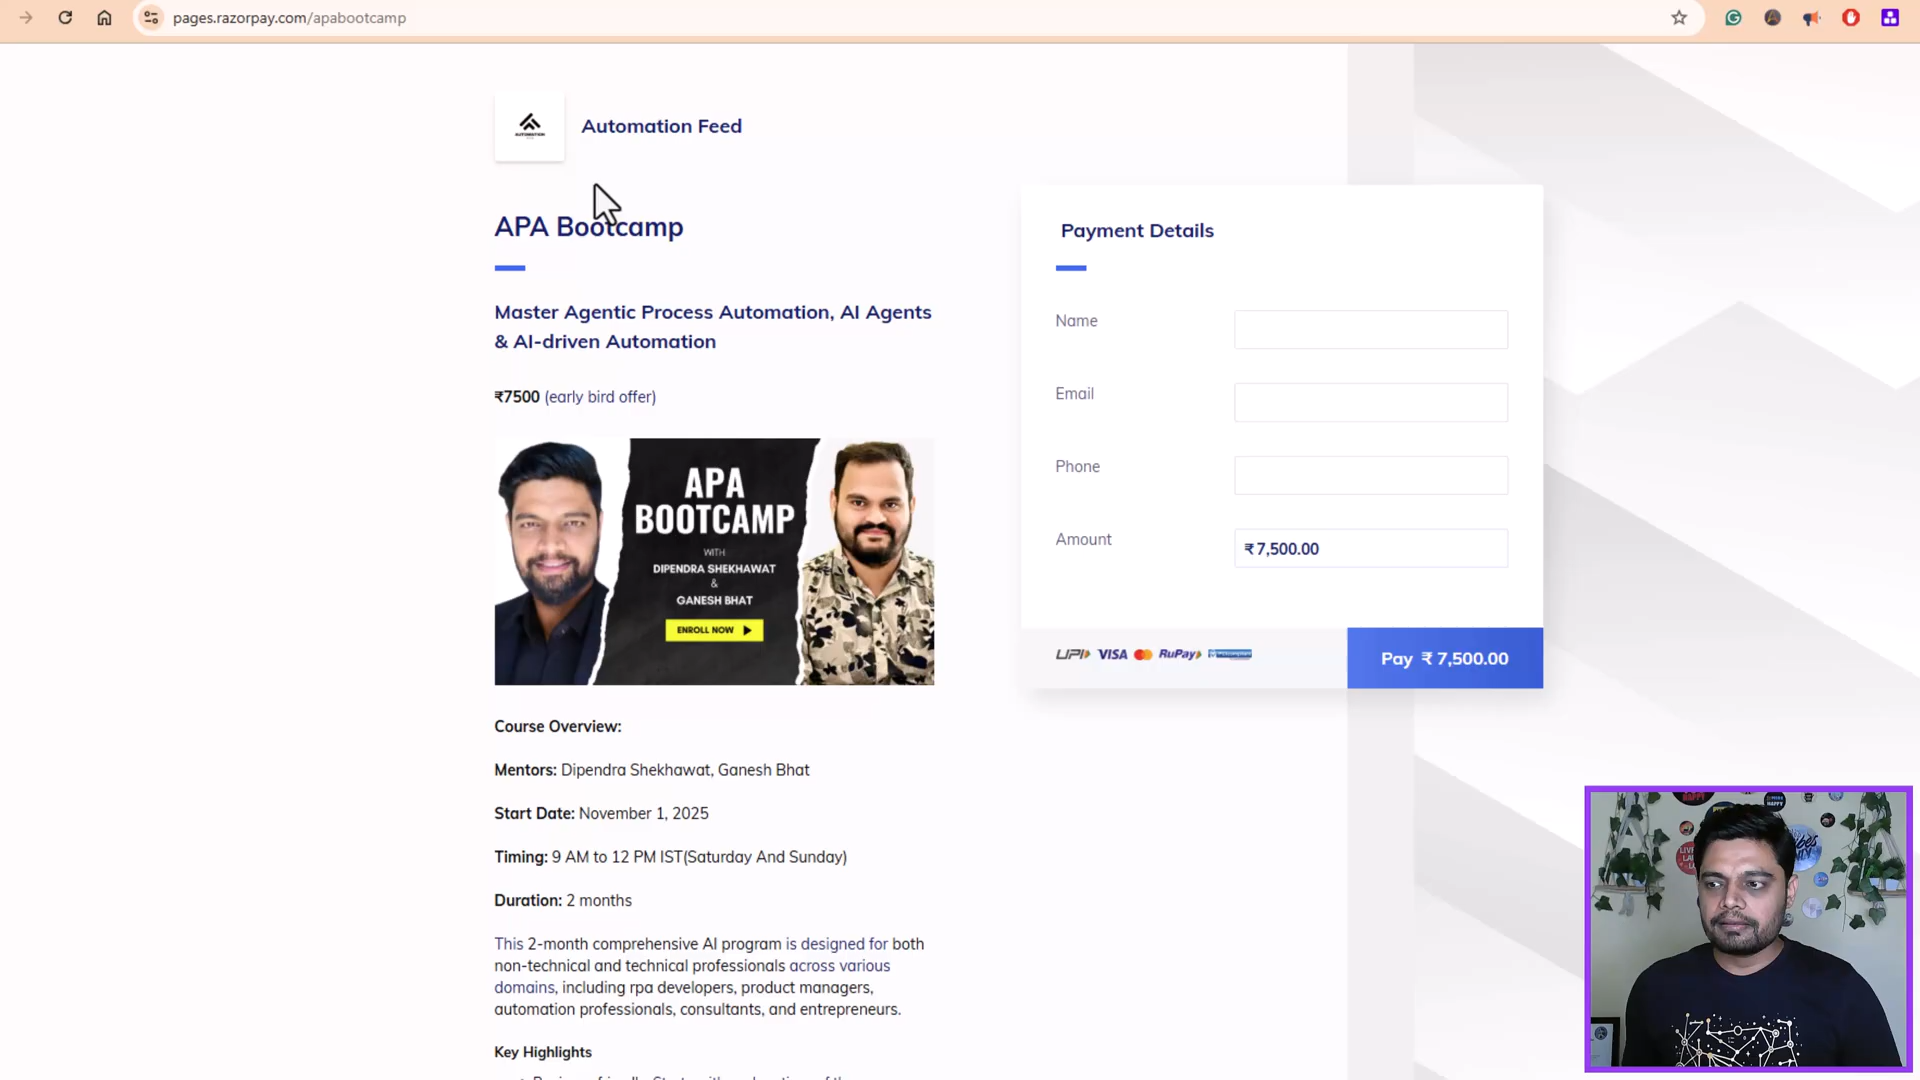 pages.razorpay.com/apabootcamp
AUTOMATION
Automation Feed
APA Bootcamp
Master Agentic Process Automation, AI Agents
& AI-driven Automation
₹7500 (early bird offer)
APA
BOOTCAMP
WITH
DIPENDRA SHEKHAWAT
&
GANESH BHAT
ENROLL NOW
Course Overview:
Mentors: Dipendra Shekhawat, Ganesh Bhat
Start Date: November 1, 2025
Timing: 9 AM to 12 PM IST(Saturday And Sunday)
Duration: 2 months
This 2-month comprehensive AI program is designed for both
non-technical and technical professionals across various
domains, including rpa developers, product managers,
automation professionals, consultants, and entrepreneurs.
Key Highlights
Payment Details
Name
Email
Phone
Amount
₹ 7,500.00
UPI VISA RuPay
Pay ₹ 7,500.00